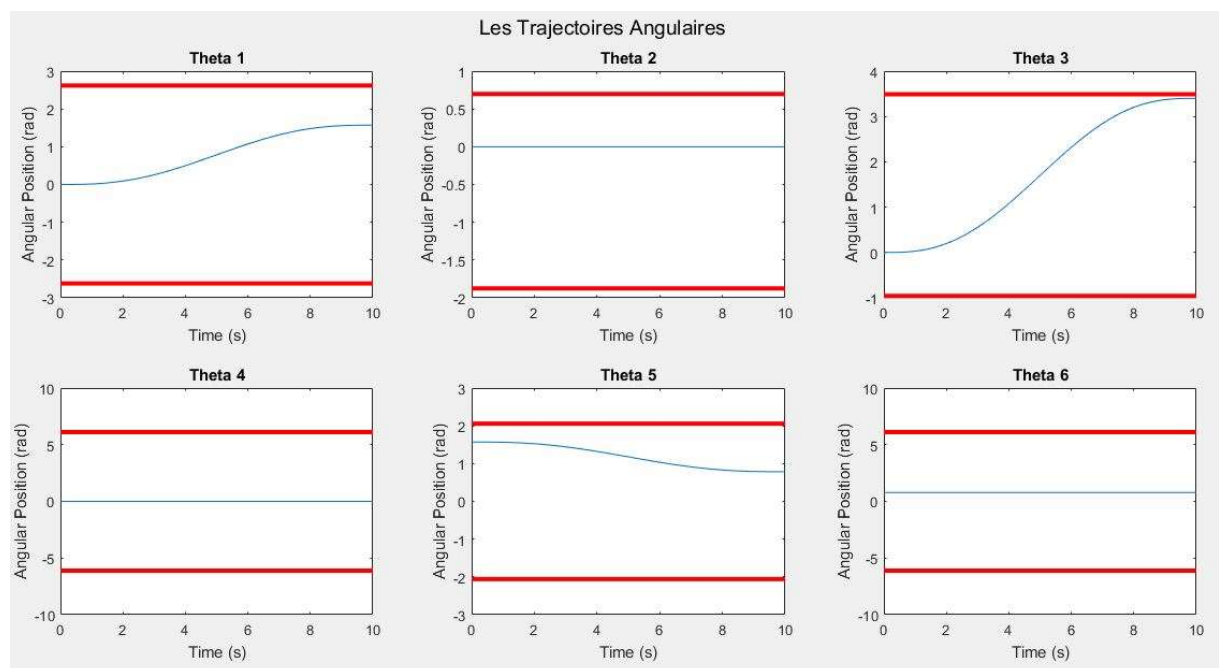 Les Trajectoires Angulaires
Theta 1
Angular Position (rad)
3
2
1
0
-1
-2
-3
0 2 4 6 8 10
Time (s)
Theta 2
Angular Position (rad)
1
0.5
0
-0.5
-1
-1.5
-2
0 2 4 6 8 10
Time (s)
Theta 3
Angular Position (rad)
4
3
2
1
0
-1
0 2 4 6 8 10
Time (s)
Theta 4
Angular Position (rad)
10
5
0
-5
-10
0 2 4 6 8 10
Time (s)
Theta 5
Angular Position (rad)
3
2
1
0
-1
-2
-3
0 2 4 6 8 10
Time (s)
Theta 6
Angular Position (rad)
10
5
0
-5
-10
0 2 4 6 8 10
Time (s)